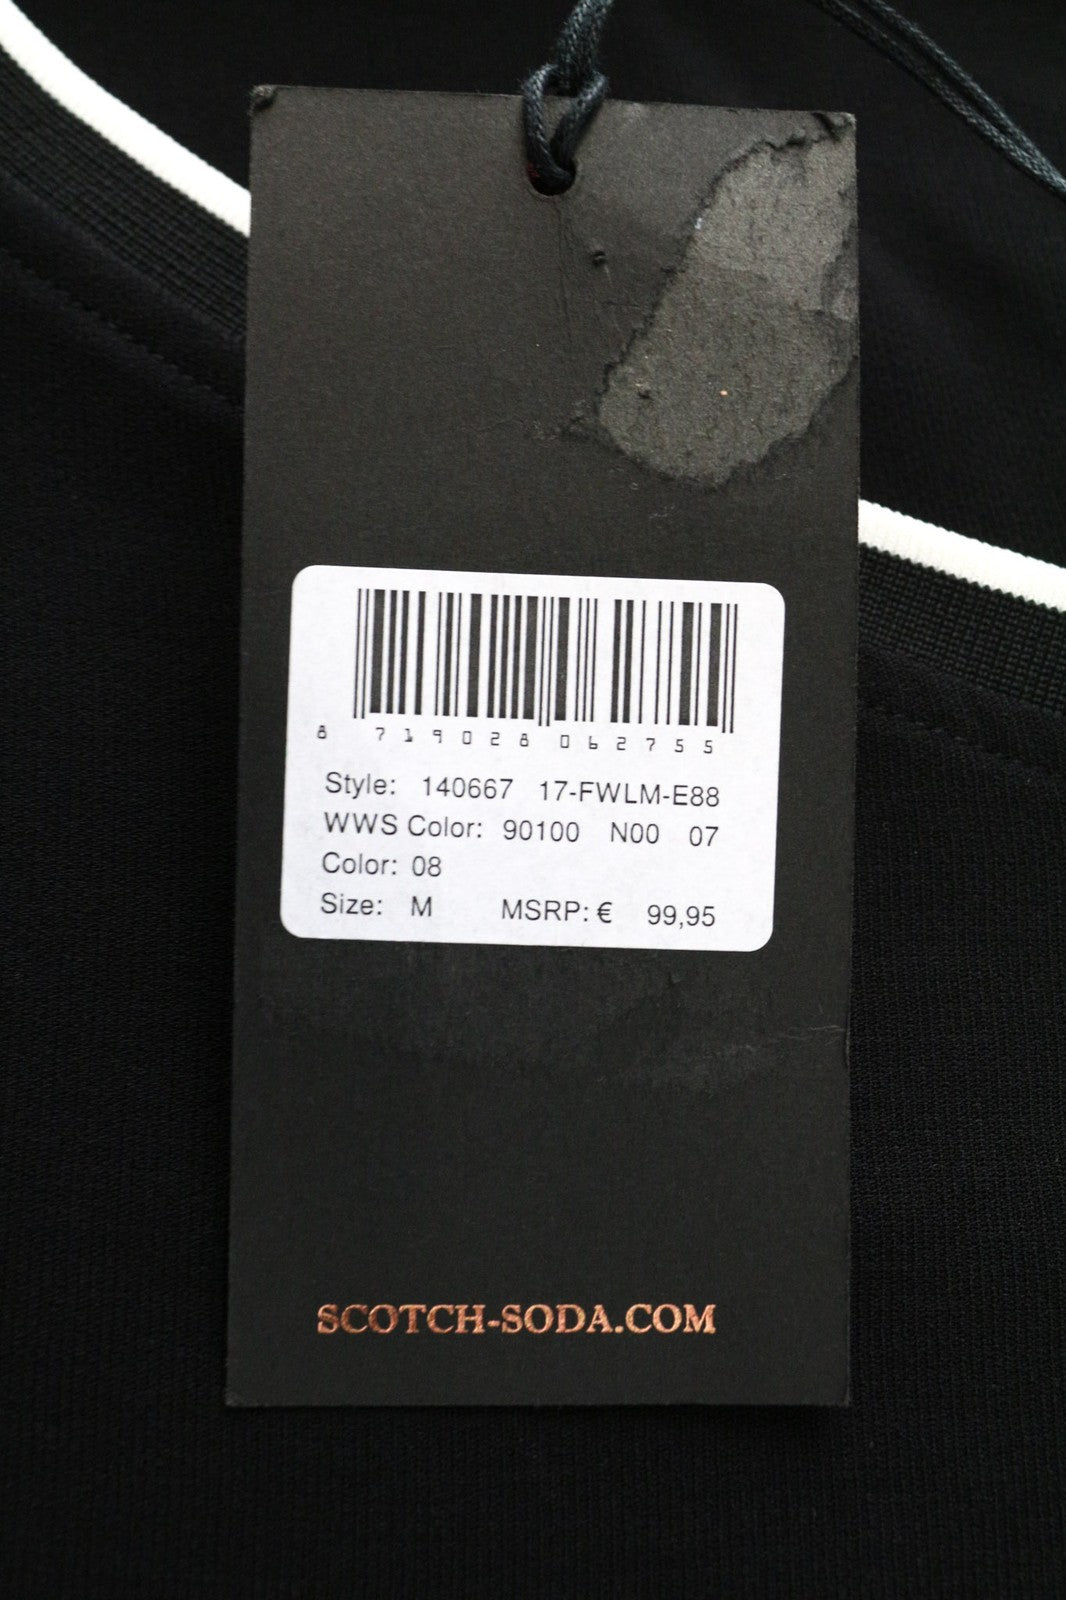 8 719028 062755
Style: 140667 17-FWLM-E88
WWS Color: 90100 N00 07
Color: 08
Size: M MSRP: € 99,95
SCOTCH-SODA.COM